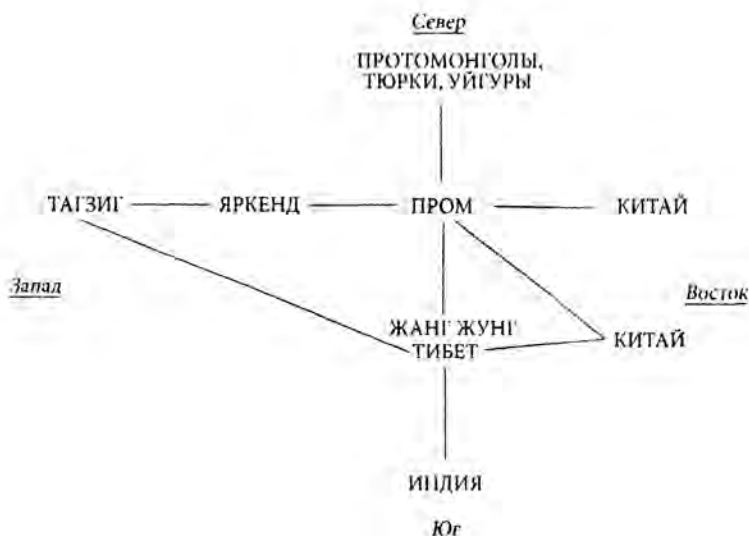 Север
ПРОТОМОНГОЛЫ,
ТЮРКИ, УЙГУРЫ
ТАГЗИГ ЯРКЕНД ПРОМ КИТАЙ
Запад Восток
ЖАНГ ЖУНГ
ТИБЕТ КИТАЙ
ИНДИЯ
Юг